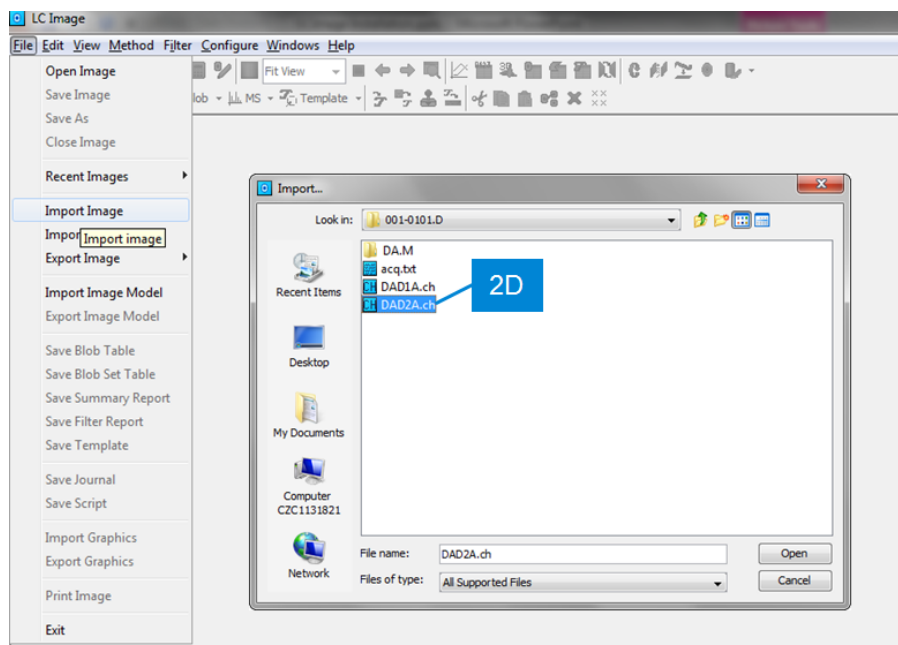 LC Image
File Edit View Method Filter Configure Windows Help
Open Image
Fit View
Save Image
lob MS Template
Save As
Close Image
Recent Images
Import Image
Impor
Import image
Export Image
Import Image Model
Export Image Model
Save Blob Table
Save Blob Set Table
Save Summary Report
Save Filter Report
Save Template
Save Journal
Save Script
Import Graphics
Export Graphics
Print Image
Exit
Import...
Look in: 001-0101.D
Recent Items
Desktop
My Documents
Computer
CZC1131821
Network
DA.M
acq.txt
DAD1A.ch
DAD2A.ch
2D
File name: DAD2A.ch Open
Files of type: All Supported Files Cancel